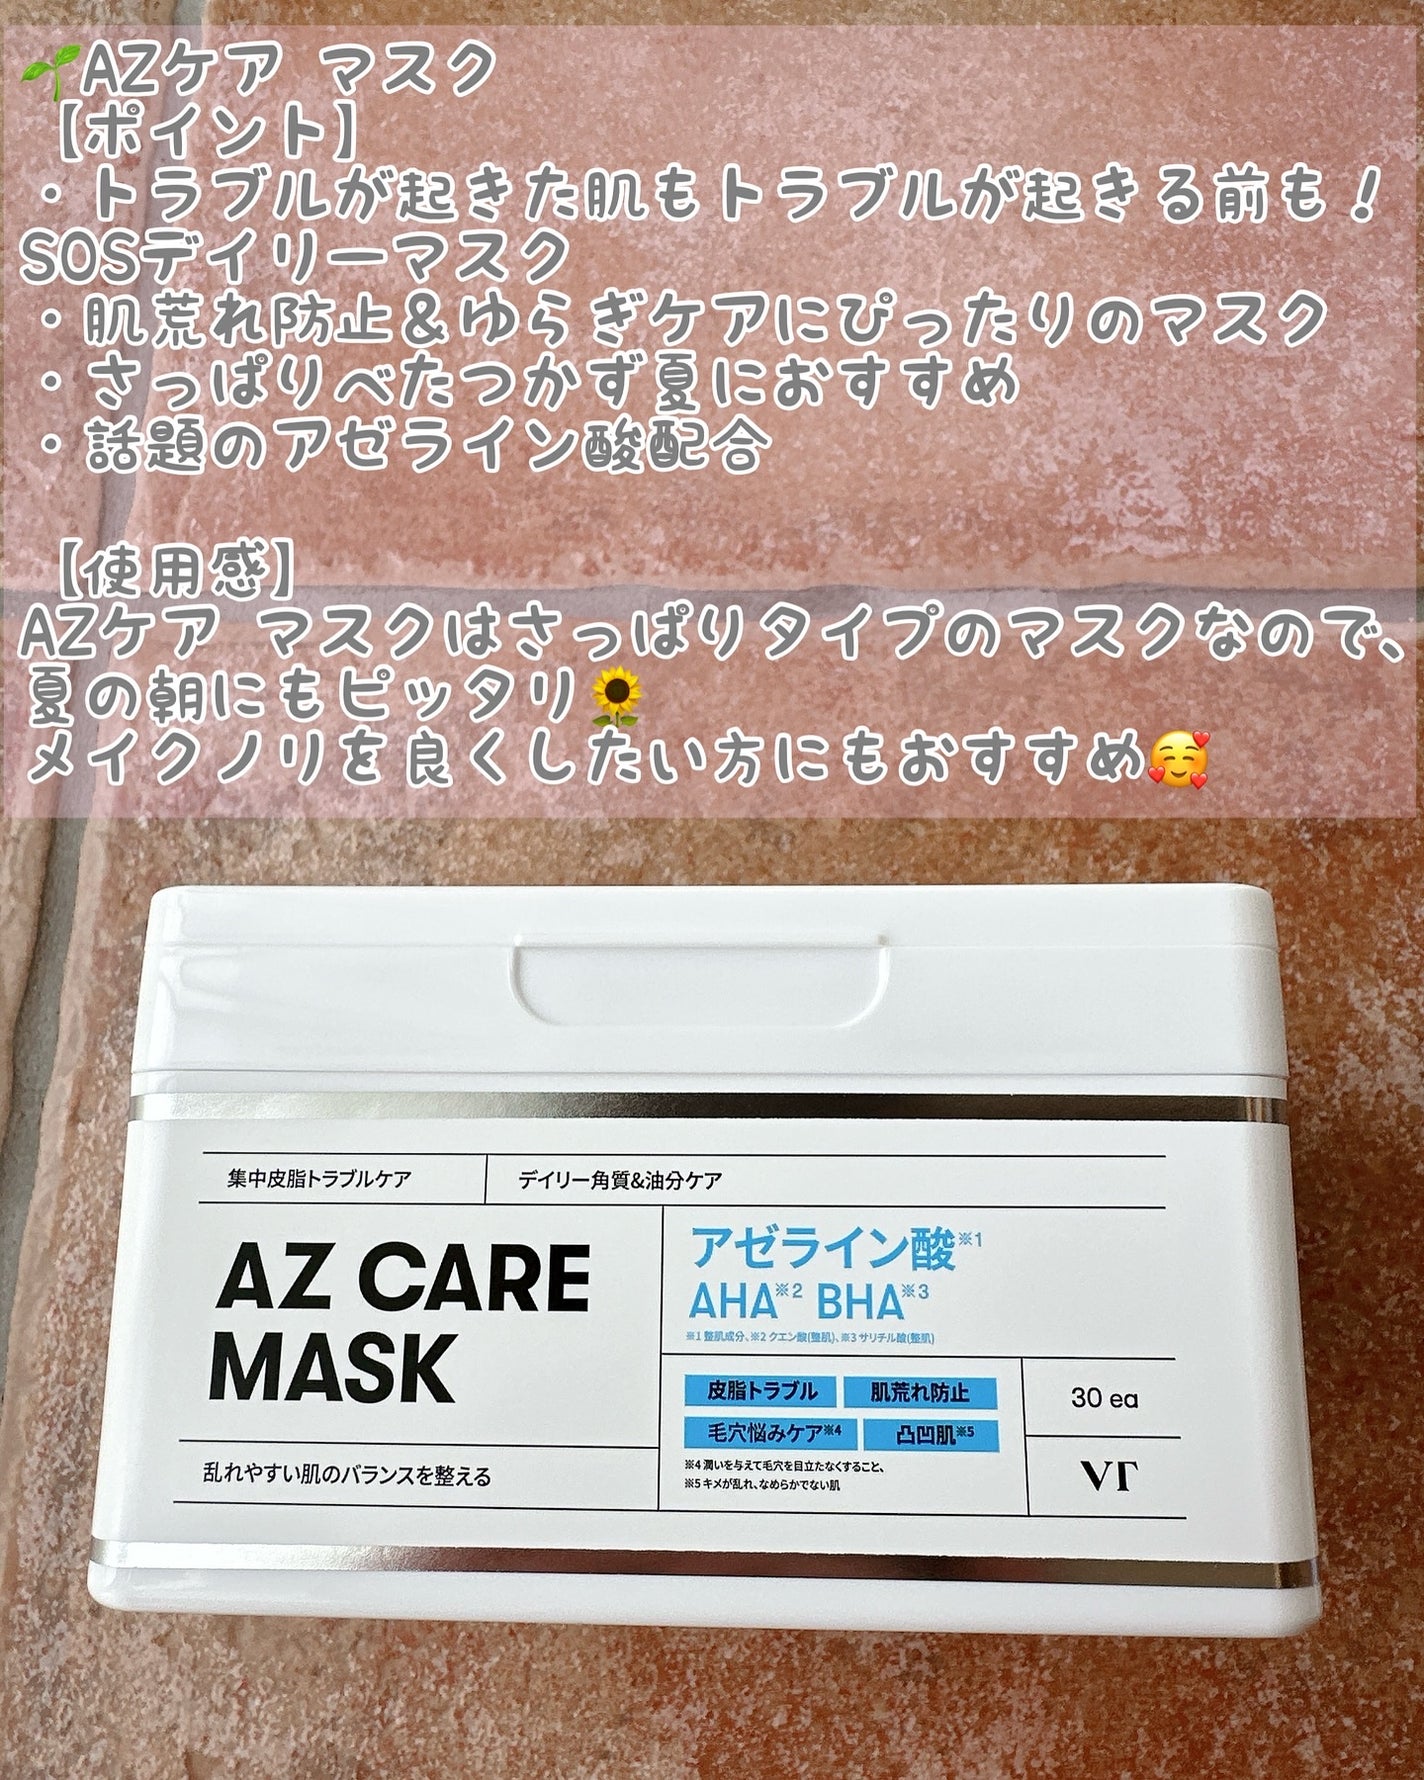 🌱AZケア マスク
【ポイント】
・トラブルが起きた肌もトラブルが起きる前も！
SOSデイリーマスク
・肌荒れ防止＆ゆらぎケアにぴったりのマスク
・さっぱりべたつかず夏におすすめ
・話題のアゼライン酸配合
【使用感】
AZケア マスクはさっぱりタイプのマスクなので、
夏の朝にもピッタリ🌻
メイクノリを良くしたい方にもおすすめ🥰
集中皮脂トラブルケア
デイリー角質&油分ケア
AZ CARE
MASK
乱れやすい肌のバランスを整える
アゼライン酸※1
AHA※2 BHA※3
※1 整肌成分、※2 クエン酸(整肌)、※3 サリチル酸(整肌)
皮脂トラブル 肌荒れ防止
毛穴悩みケア※4 凸凹肌※5
※4 潤いを与えて毛穴を目立たなくすること、
※5 キメが乱れ、なめらかでない肌
30 ea
VT